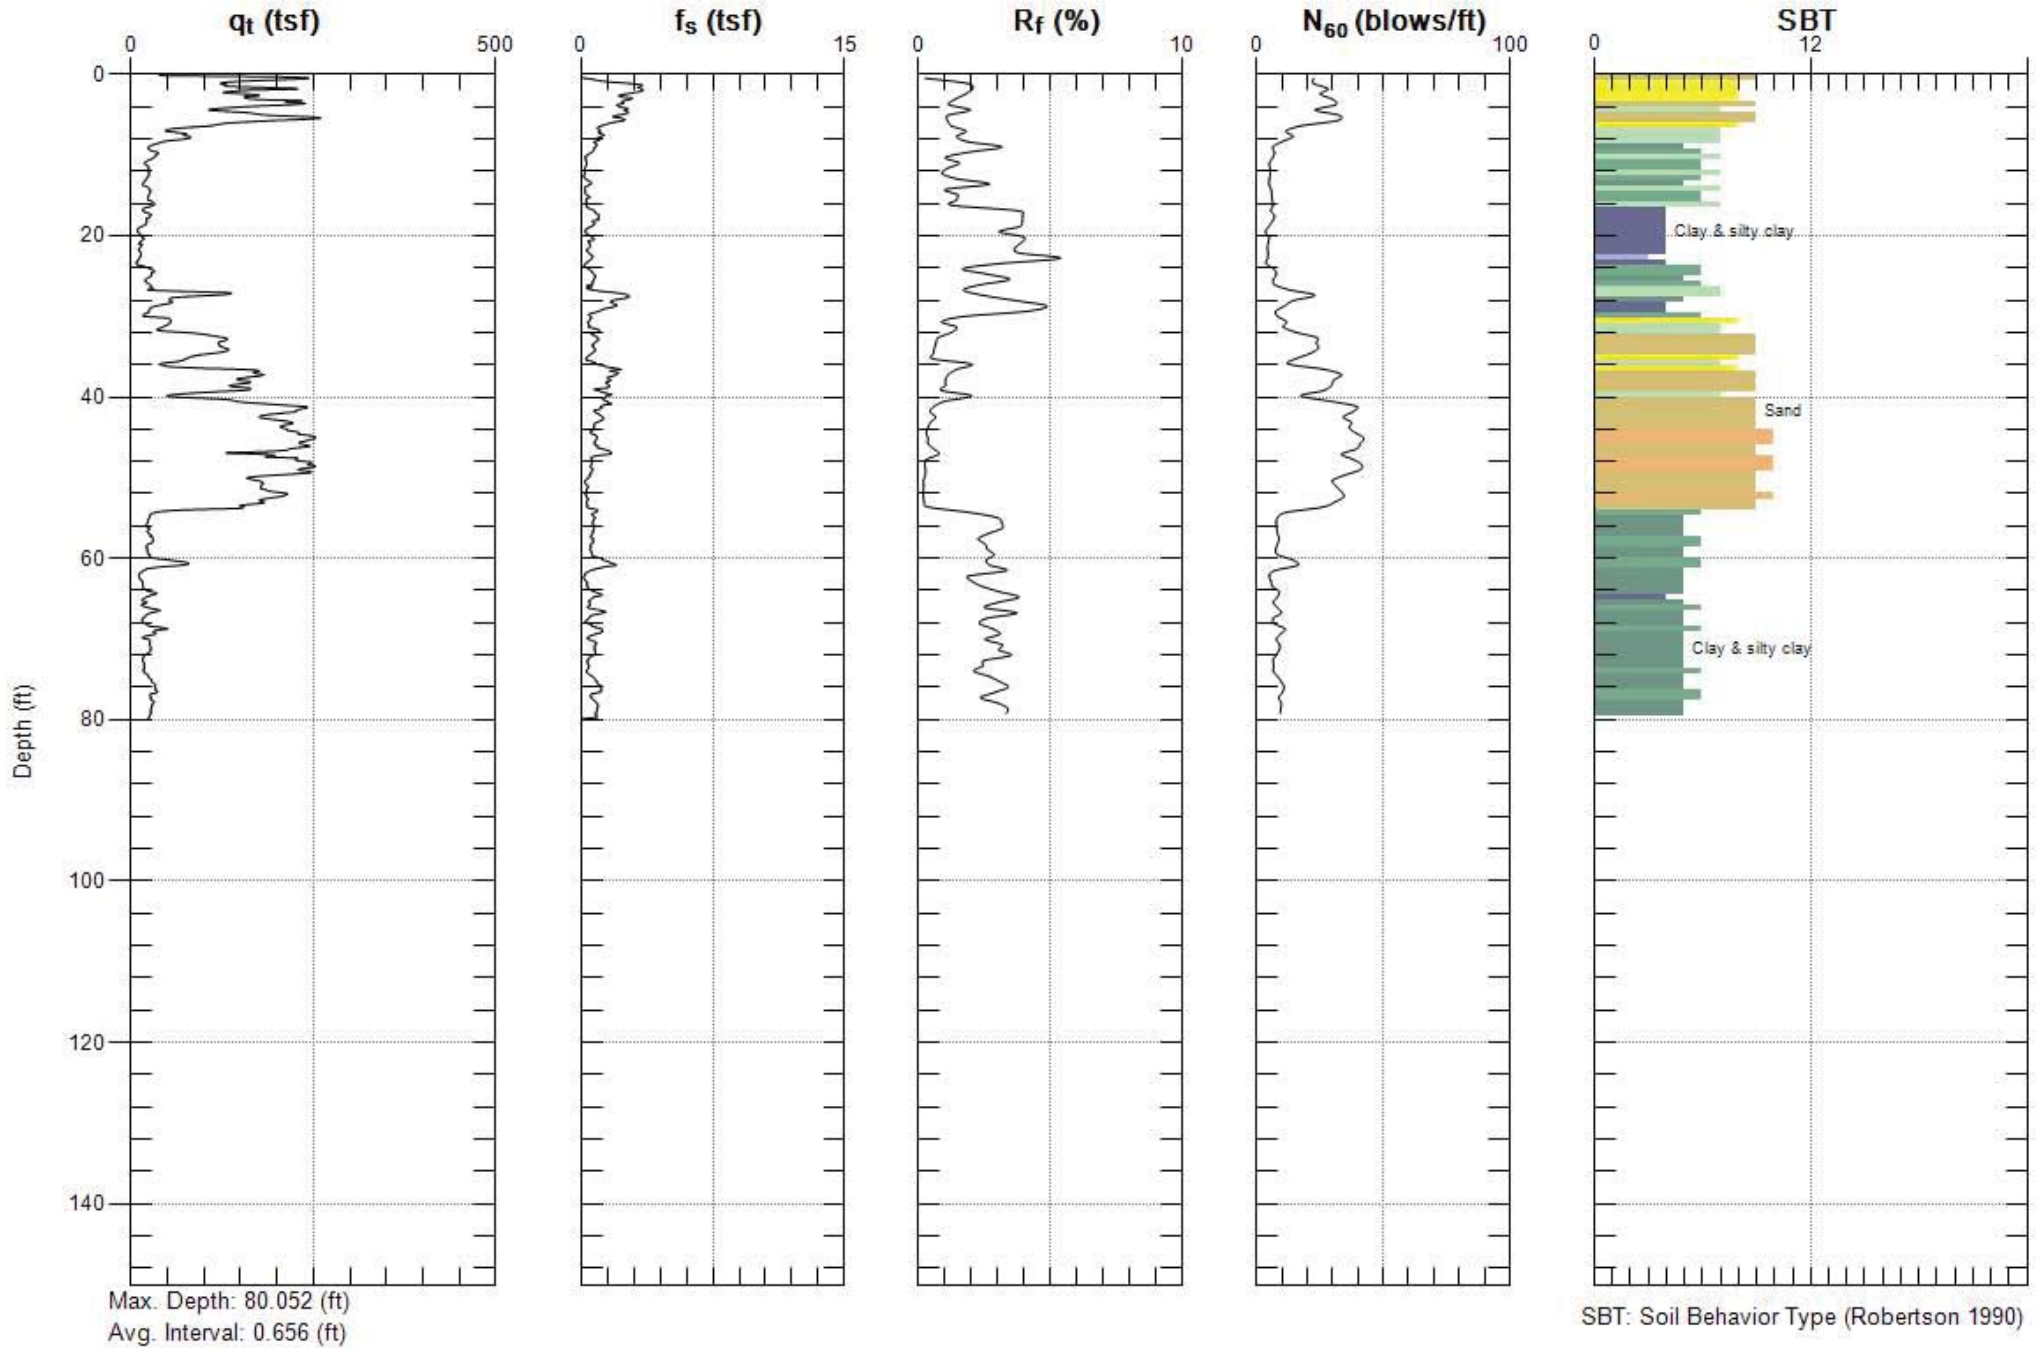 qt (tsf)
fs (tsf)
Rf (%)
N60 (blows/ft)
SBT
0 500
0 15
0 10
0 100
0 12
0
20
40
60
80
100
120
140
Depth (ft)
Clay & silty clay
Sand
Clay & silty clay
Max. Depth: 80.052 (ft)
Avg. Interval: 0.656 (ft)
SBT: Soil Behavior Type (Robertson 1990)